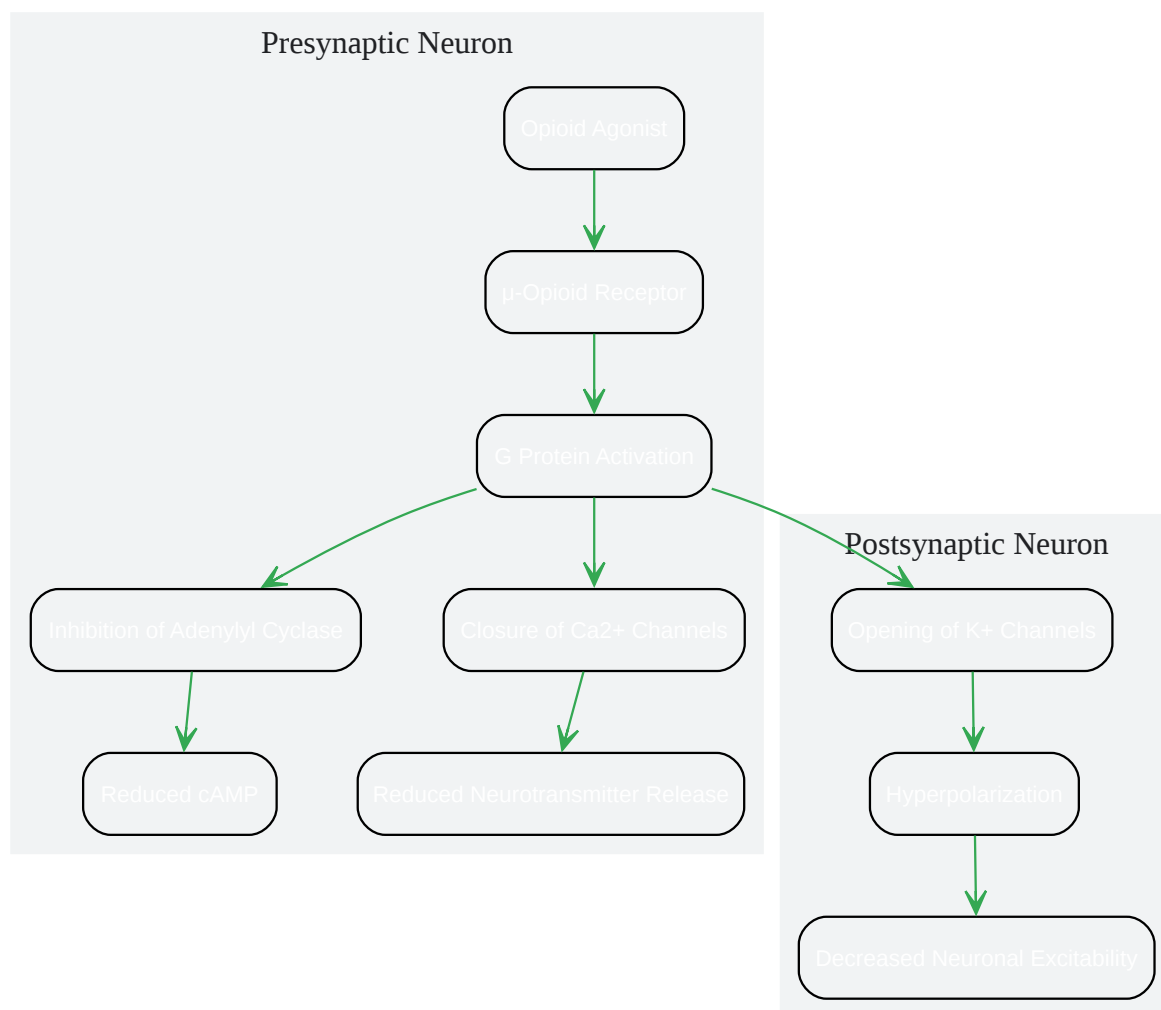 Presynaptic Neuron
Opioid Agonist
μ-Opioid Receptor
G Protein Activation
Postsynaptic Neuron
Inhibition of Adenylyl Cyclase
Closure of Ca2+ Channels
Opening of K+ Channels
Reduced cAMP
Reduced Neurotransmitter Release
Hyperpolarization
Decreased Neuronal Excitability